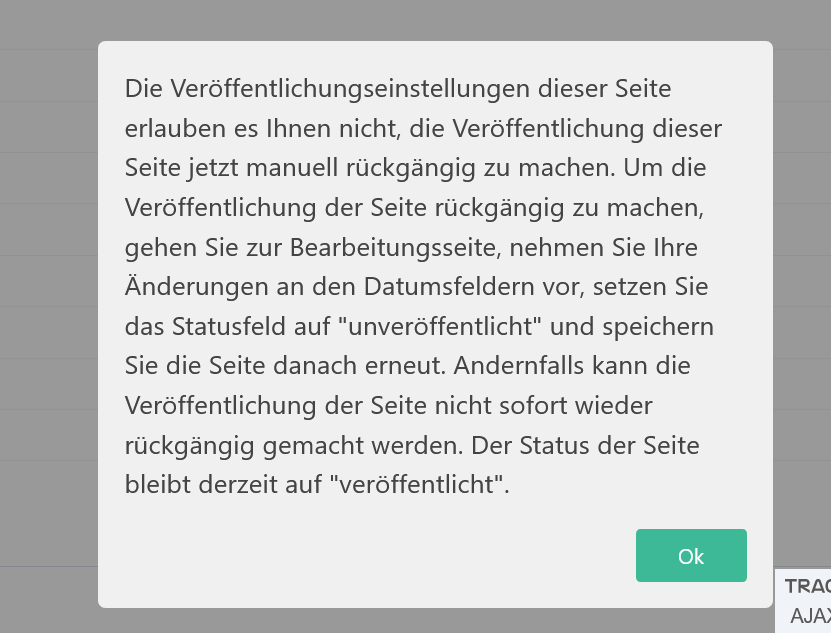 Die Veröffentlichungseinstellungen dieser Seite
erlauben es Ihnen nicht, die Veröffentlichung dieser
Seite jetzt manuell rückgängig zu machen. Um die
Veröffentlichung der Seite rückgängig zu machen,
gehen Sie zur Bearbeitungsseite, nehmen Sie Ihre
Änderungen an den Datumsfeldern vor, setzen Sie
das Statusfeld auf "unveröffentlicht" und speichern
Sie die Seite danach erneut. Andernfalls kann die
Veröffentlichung der Seite nicht sofort wieder
rückgängig gemacht werden. Der Status der Seite
bleibt derzeit auf "veröffentlicht".
Ok